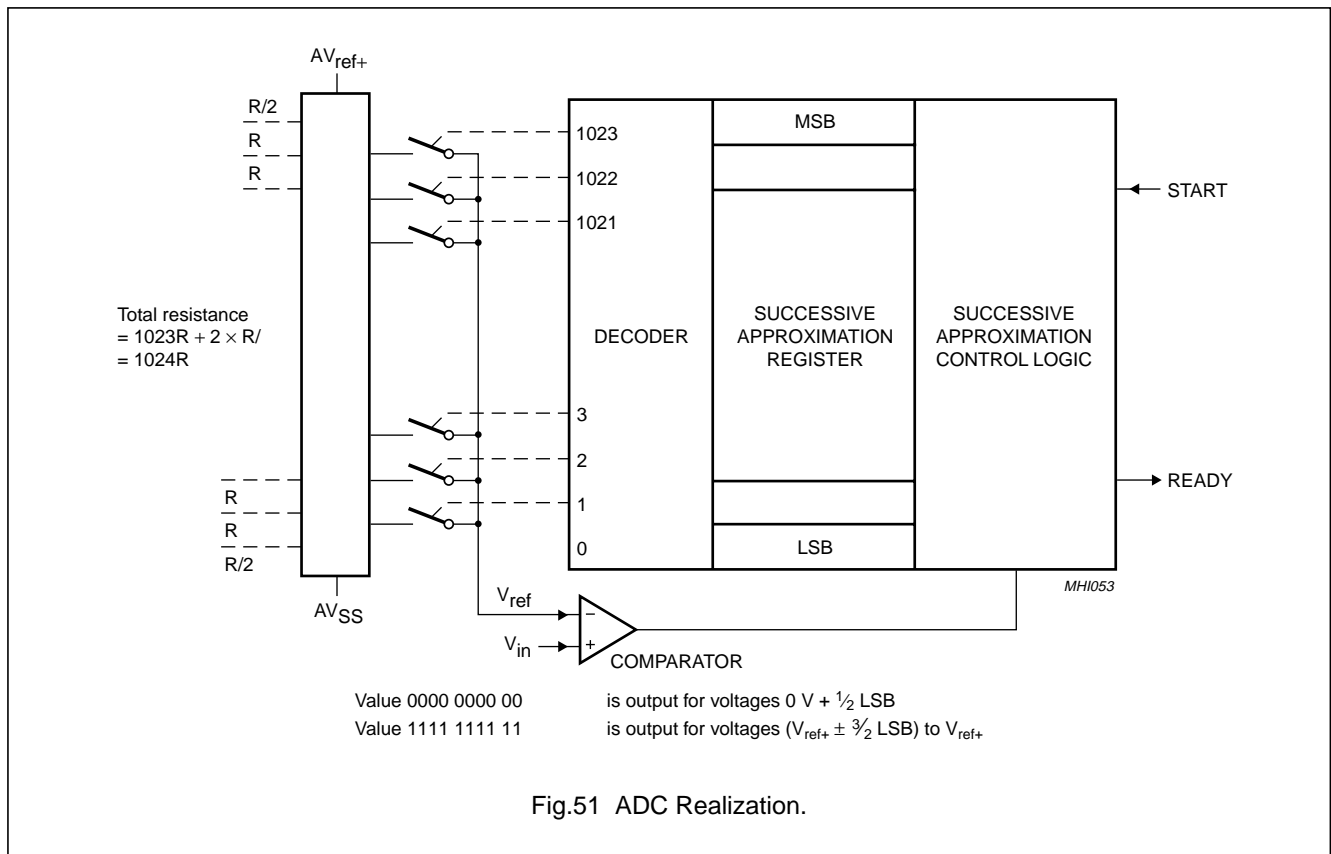 AVref+
R/2
R
R
1023
1022
1021
MSB
START
Total resistance
= 1023R + 2 × R/
= 1024R
DECODER
SUCCESSIVE
APPROXIMATION
REGISTER
SUCCESSIVE
APPROXIMATION
CONTROL LOGIC
3
2
1
0
R
R
R/2
READY
LSB
AVSS
MHI053
Vref
−
Vin
+
COMPARATOR
Value 0000 0000 00 is output for voltages 0 V + 1⁄2 LSB
Value 1111 1111 11 is output for voltages (Vref+ ± 3⁄2 LSB) to Vref+
Fig.51 ADC Realization.